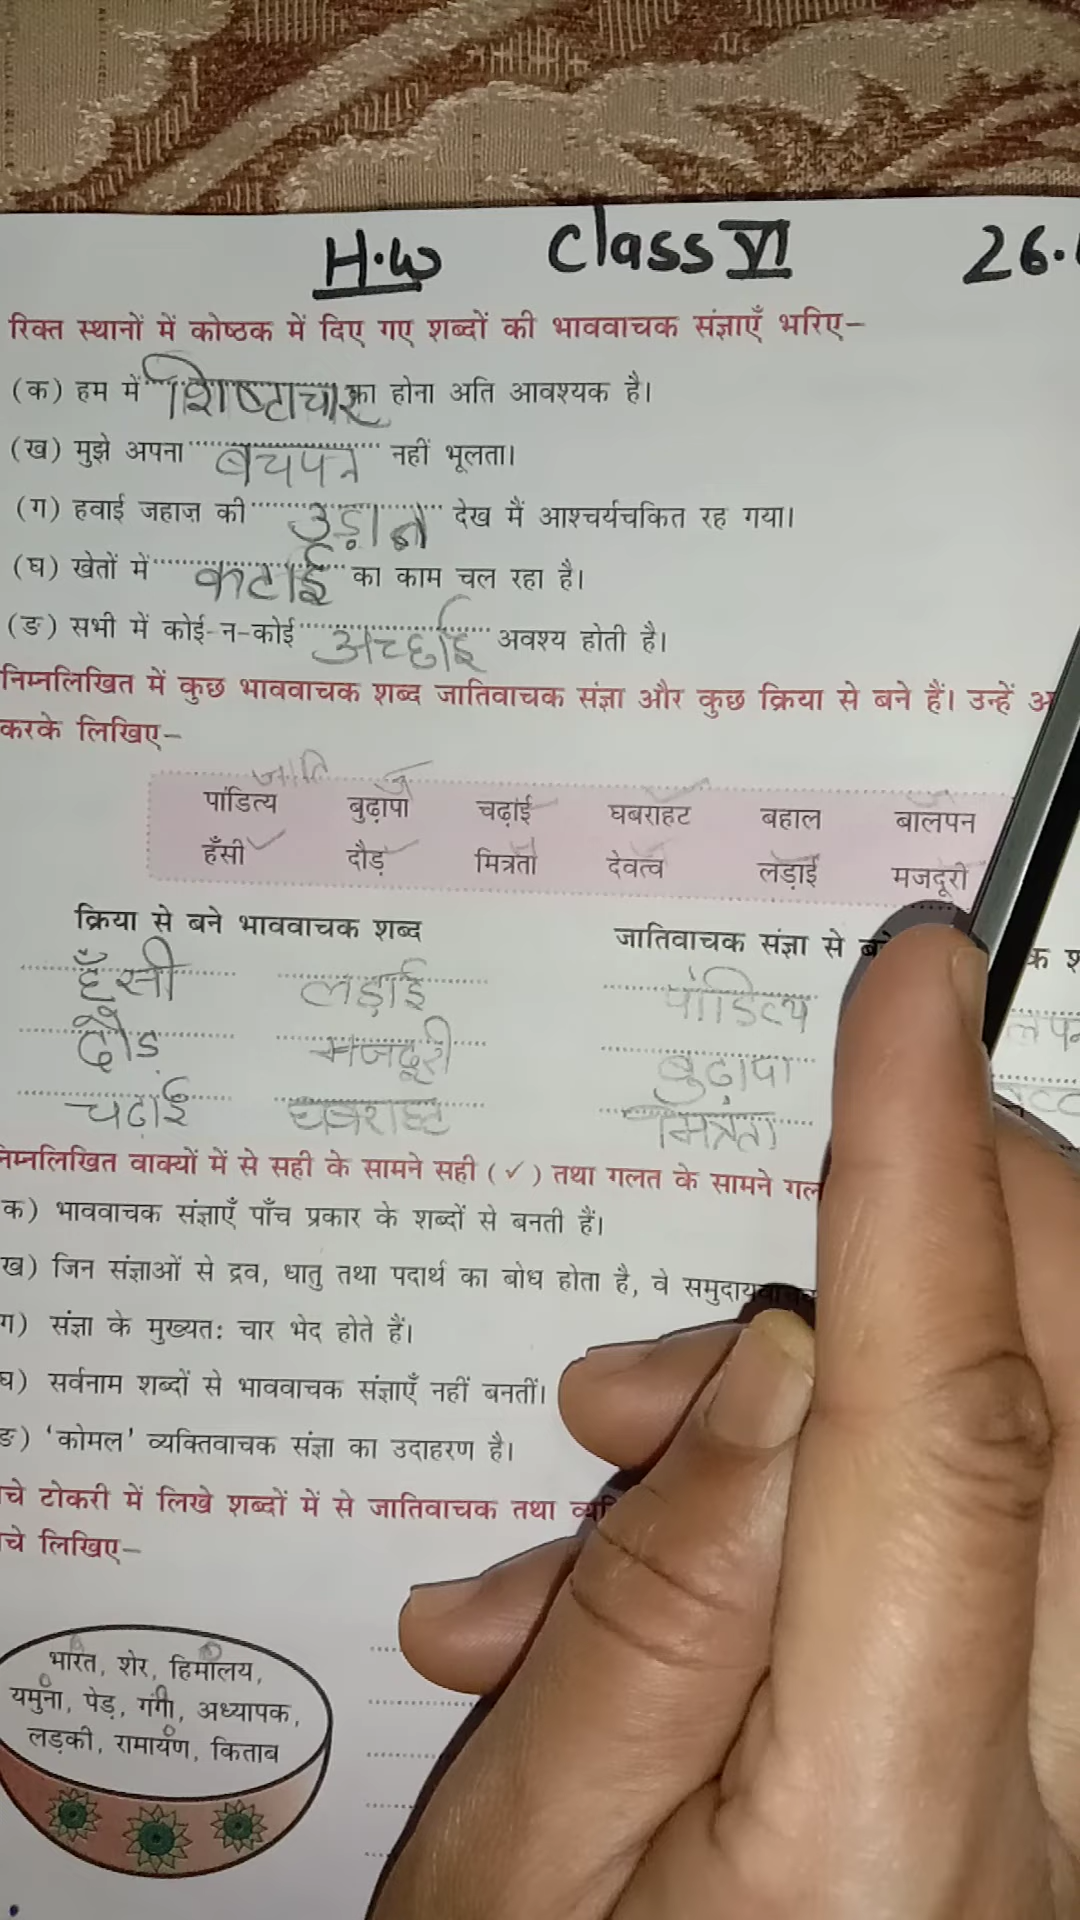 H.W Class VI 26.
रिक्त स्थानों में कोष्ठक में दिए गए शब्दों की भाववाचक संज्ञाएँ भरिए–
(क) हम में शिष्टाचार का होना अति आवश्यक है।
(ख) मुझे अपना बचपन नहीं भूलता।
(ग) हवाई जहाज़ की उड़ान देख मैं आश्चर्यचकित रह गया।
(घ) खेतों में कटाई का काम चल रहा है।
(ङ) सभी में कोई-न-कोई अच्छाई अवश्य होती है।
निम्नलिखित में कुछ भाववाचक शब्द जातिवाचक संज्ञा और कुछ क्रिया से बने हैं। उन्हें
करके लिखिए–
जाति
पांडित्य बुढ़ापा चढ़ाई घबराहट बहाल बालपन
हँसी दौड़ मित्रता देवत्व लड़ाई मजदूरी
क्रिया से बने भाववाचक शब्द जातिवाचक संज्ञा से
हँसी लड़ाई पांडित्य
दौड़ मजदूरी बुढ़ापा
चढ़ाई घबराहट मित्रता
निम्नलिखित वाक्यों में से सही के सामने सही (✓) तथा गलत के सामने
क) भाववाचक संज्ञाएँ पाँच प्रकार के शब्दों से बनती हैं।
ख) जिन संज्ञाओं से द्रव, धातु तथा पदार्थ का बोध होता है, वे समुदायवाचक
ग) संज्ञा के मुख्यतः चार भेद होते हैं।
घ) सर्वनाम शब्दों से भाववाचक संज्ञाएँ नहीं बनतीं।
ङ) ‘कोमल’ व्यक्तिवाचक संज्ञा का उदाहरण है।
चे टोकरी में लिखे शब्दों में से जातिवाचक तथा
चे लिखिए–
भारत, शेर, हिमालय,
यमुना, पेड़, गंगा, अध्यापक,
लड़की, रामायण, किताब